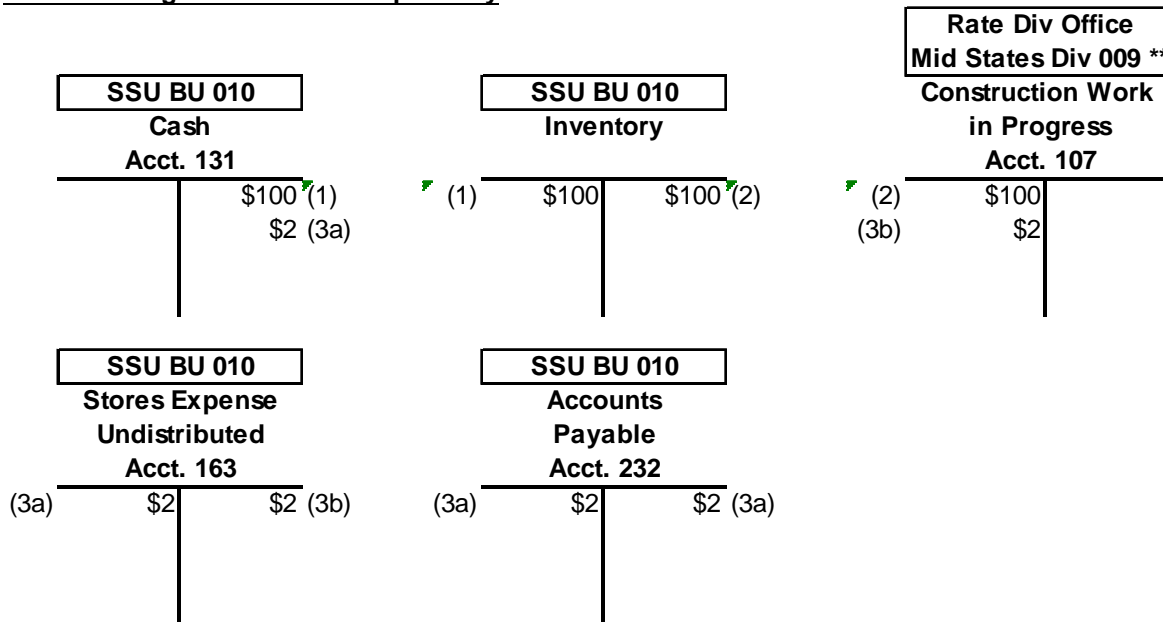 Rate Div Office
Mid States Div 009 **
SSU BU 010
SSU BU 010
Construction Work
Cash
Inventory
in Progress
Acct. 131
Acct. 107
$100 (1)
(1) $100 $100 (2)
(2) $100
$2 (3a)
(3b) $2
SSU BU 010
SSU BU 010
Stores Expense
Accounts
Undistributed
Payable
Acct. 163
Acct. 232
(3a) $2 $2 (3b)
(3a) $2 $2 (3a)